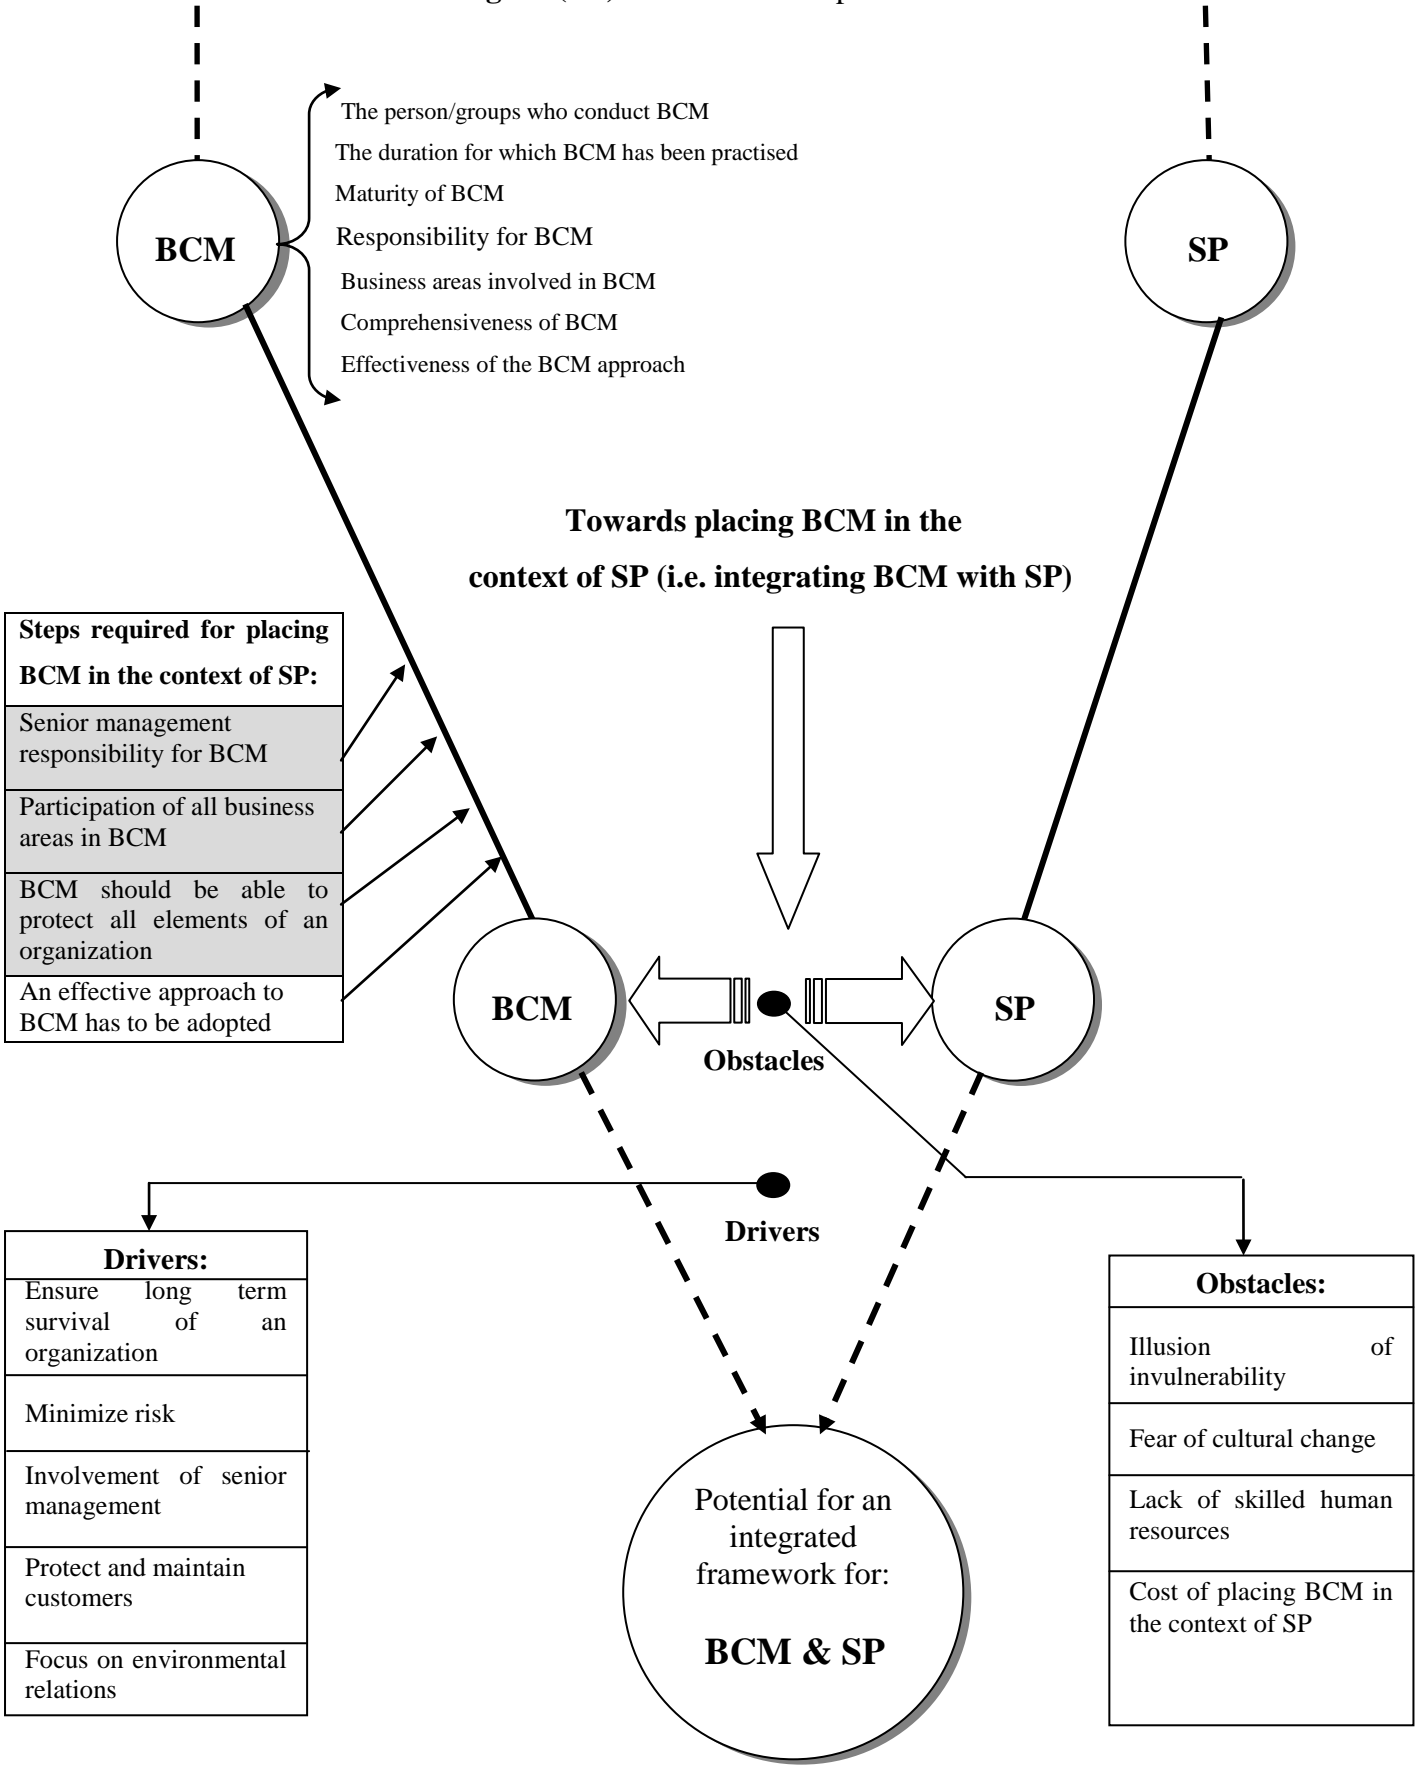 The person/groups who conduct BCM
The duration for which BCM has been practised
Maturity of BCM
Responsibility for BCM
Business areas involved in BCM
Comprehensiveness of BCM
Effectiveness of the BCM approach
BCM
SP
Towards placing BCM in the
context of SP (i.e. integrating BCM with SP)
Steps required for placing
BCM in the context of SP:
Senior management
responsibility for BCM
Participation of all business
areas in BCM
BCM should be able to
protect all elements of an
organization
An effective approach to
BCM has to be adopted
BCM
SP
Obstacles
Drivers
Drivers:
Ensure long term
survival of an
organization
Minimize risk
Involvement of senior
management
Protect and maintain
customers
Focus on environmental
relations
Obstacles:
Illusion of
invulnerability
Fear of cultural change
Lack of skilled human
resources
Cost of placing BCM in
the context of SP
Potential for an
integrated
framework for:
BCM & SP